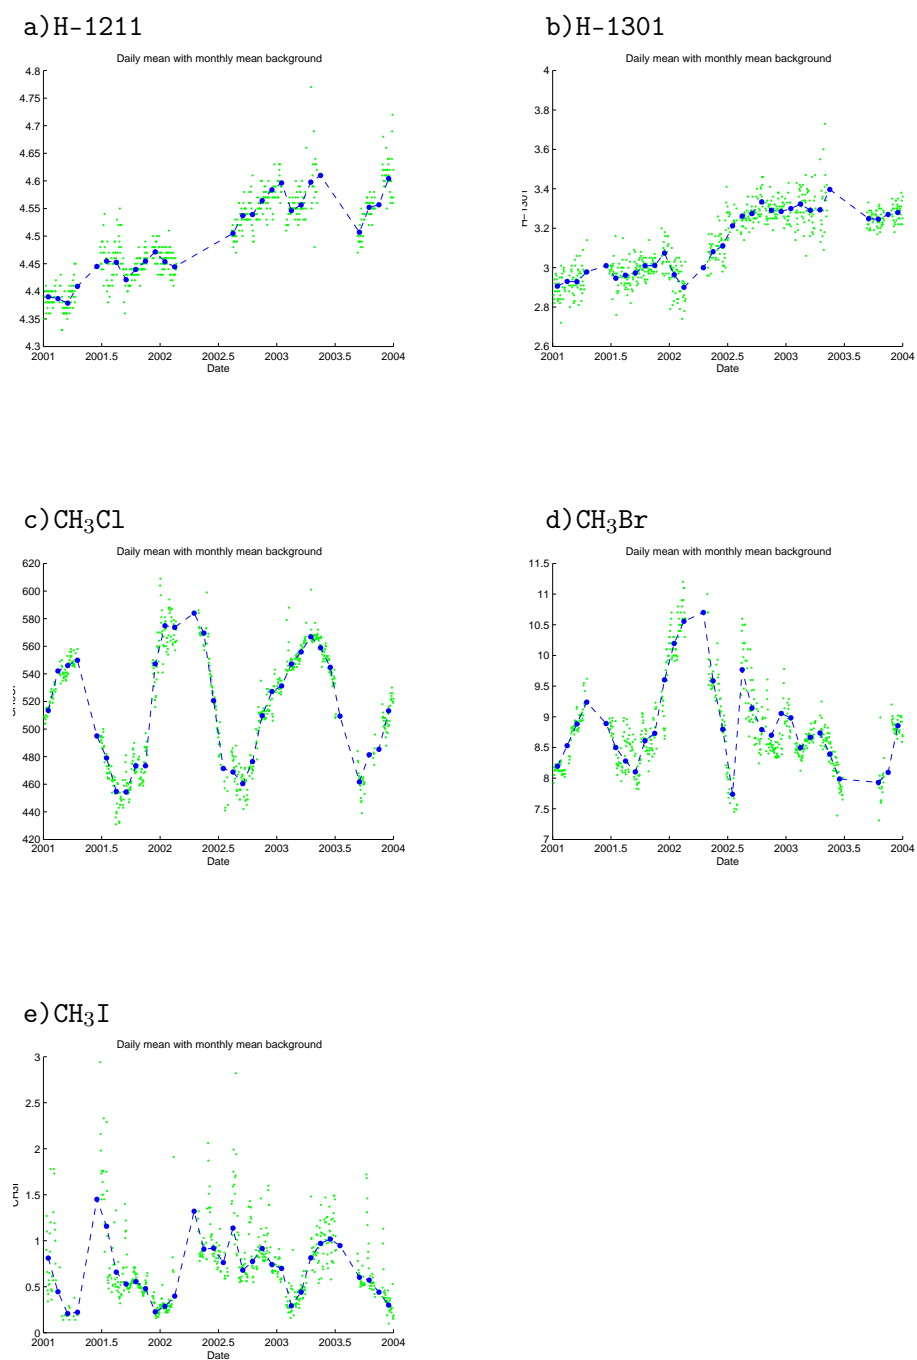 a)H-1211
Daily mean with monthly mean background
4.8
4.75
4.7
4.65
4.6
4.55
4.5
4.45
4.4
4.35
4.3
2001 2001.5 2002 2002.5 2003 2003.5 2004
Date
b)H-1301
Daily mean with monthly mean background
4
3.8
3.6
3.4
3.2
3
2.8
2.6
H-1301
2001 2001.5 2002 2002.5 2003 2003.5 2004
Date
c)CH₃Cl
Daily mean with monthly mean background
620
600
580
560
540
520
500
480
460
440
420
2001 2001.5 2002 2002.5 2003 2003.5 2004
Date
d)CH₃Br
Daily mean with monthly mean background
11.5
11
10.5
10
9.5
9
8.5
8
7.5
7
2001 2001.5 2002 2002.5 2003 2003.5 2004
Date
e)CH₃I
Daily mean with monthly mean background
3
2.5
2
1.5
1
0.5
0
CH3I
2001 2001.5 2002 2002.5 2003 2003.5 2004
Date